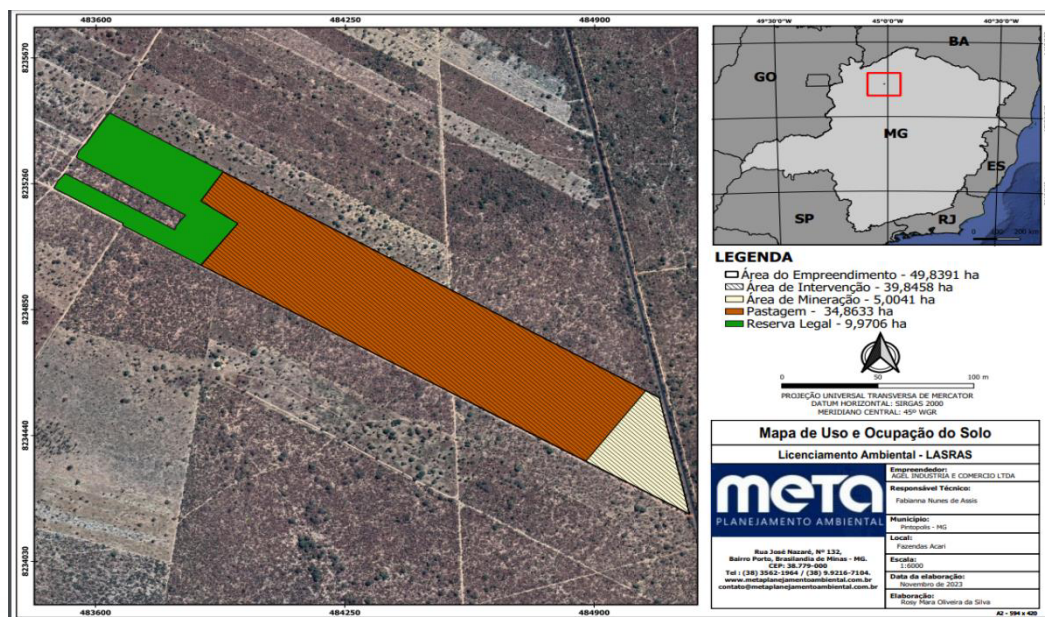 483600 484250 484900
8235670
8235260
8234850
8234440
8234030
483600 484250 484900
49°30'0"W 45°0'0"W 40°30'0"W
BA
GO
MG
ES
SP
RJ
200 km
LEGENDA
Área do Empreendimento - 49,8391 ha
Área de Intervenção - 39,8458 ha
Área de Mineração - 5,0041 ha
Pastagem - 34,8633 ha
Reserva Legal - 9,9706 ha
0 50 100 m
PROJEÇÃO UNIVERSAL TRANSVERSA DE MERCATOR
DATUM HORIZONTAL: SIRGAS 2000
MERIDIANO CENTRAL: 45º WGR
Mapa de Uso e Ocupação do Solo
Licenciamento Ambiental - LASRAS
meta
PLANEJAMENTO AMBIENTAL
Rua José Nazaré, Nº 132,
Bairro Porto, Brasilandia de Minas - MG.
CEP: 38.779-000
Tel : (38) 3562-1964 / (38) 9.9216-7104.
www.metaplanejamentoambiental.com.br
contato@metaplanejamentoambiental.com.br
Empreendedor:
AGEL INDUSTRIA E COMERCIO LTDA
Responsável Técnico:
Fabianna Nunes de Assis
Município:
Pintopolis - MG
Local:
Fazendas Acari
Escala:
1:6000
Data da elaboração:
Novembro de 2023
Elaboração:
Rosy Mara Oliveira da Silva
A2 - 594 x 420